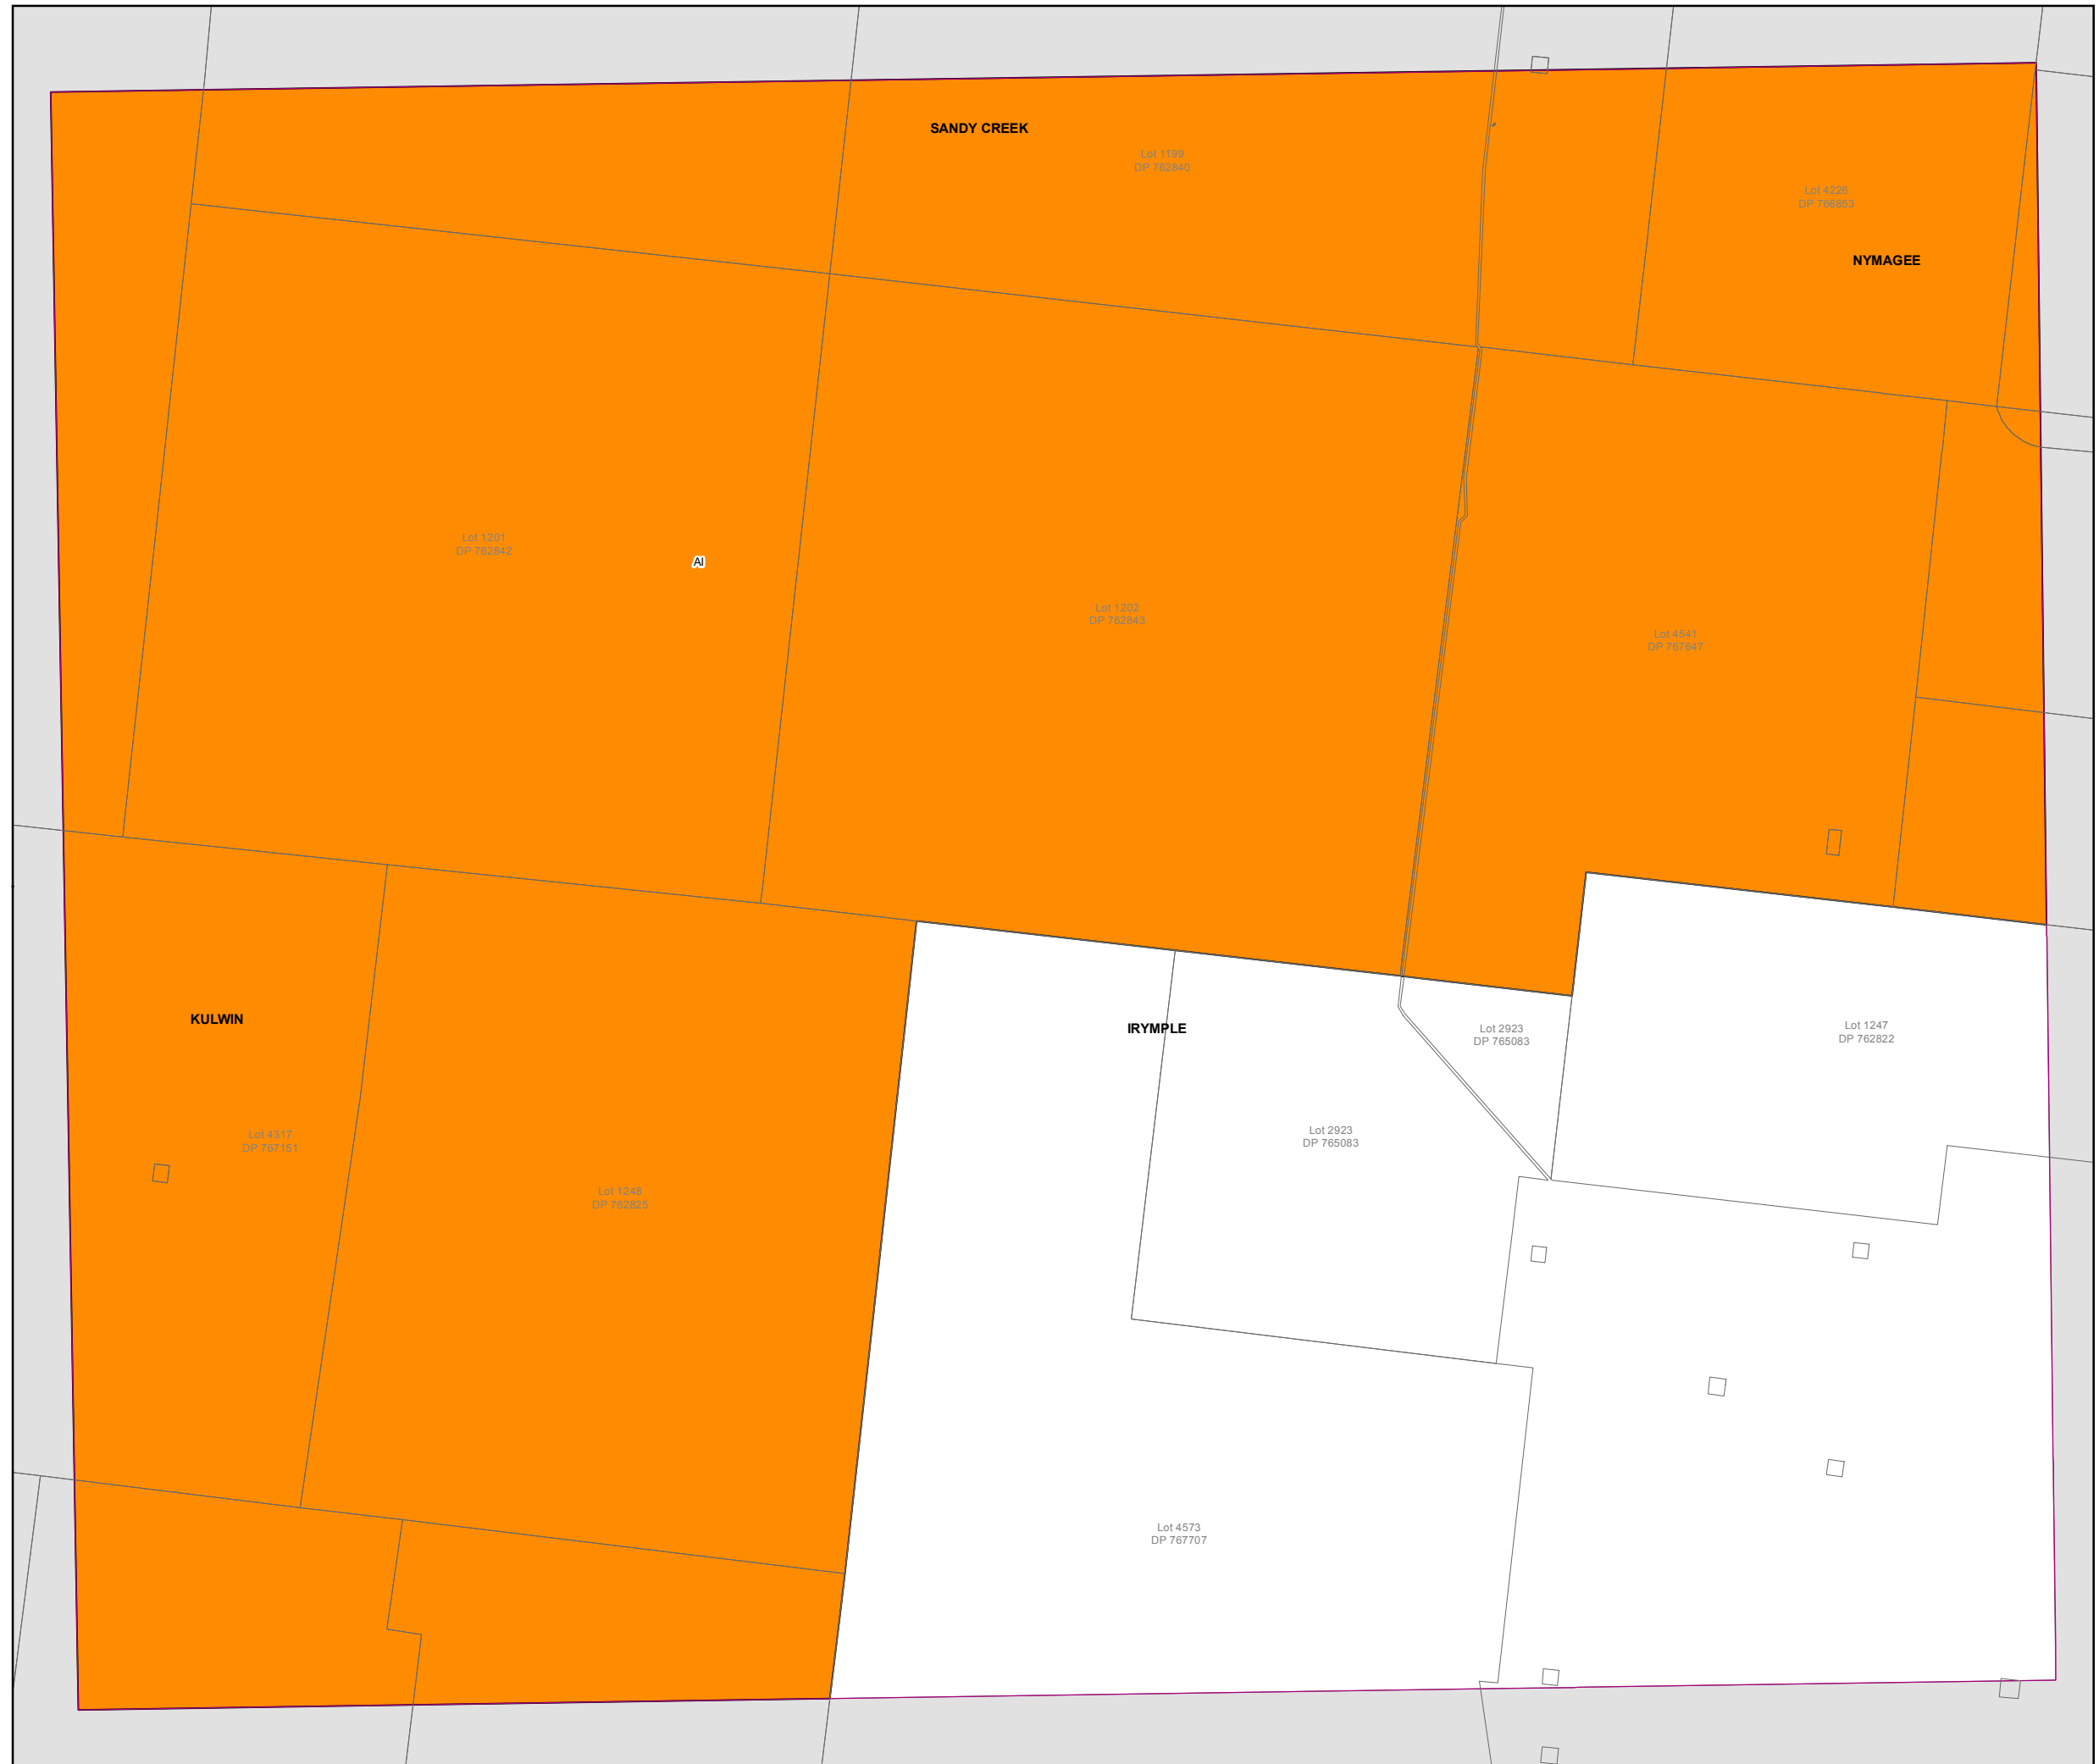 SANDY CREEK
Lot 1199
DP 762840
Lot 4226
DP 766853
NYMAGEE
Lot 1201
DP 762842
AI
Lot 1202
DP 762843
Lot 4541
DP 767647
KULWIN
IRYMPLE
Lot 2923
DP 765083
Lot 1247
DP 762822
Lot 4317
DP 767151
Lot 2923
DP 765083
Lot 1248
DP 762825
Lot 4573
DP 767707